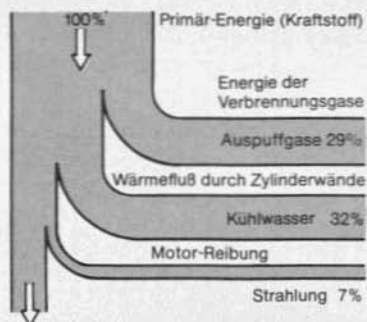 100% Primär-Energie (Kraftstoff)
Energie der
Verbrennungsgase
Auspuffgase 29%
Wärmefluß durch Zylinderwände
Kühlwasser 32%
Motor-Reibung
Strahlung 7%